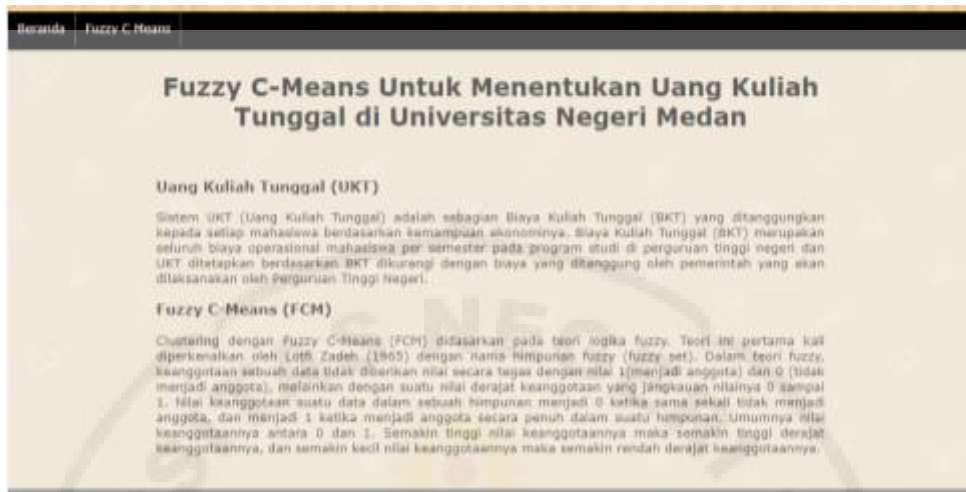 Beranda Fuzzy C Means
Fuzzy C-Means Untuk Menentukan Uang Kuliah
Tunggal di Universitas Negeri Medan
Uang Kuliah Tunggal (UKT)
Sistem UKT (Uang Kuliah Tunggal) adalah sebagian Biaya Kuliah Tunggal (BKT) yang ditanggungkan
kepada setiap mahasiswa berdasarkan kemampuan ekonominya. Biaya Kuliah Tunggal (BKT) merupakan
seluruh biaya operasional mahasiswa per semester pada program studi di perguruan tinggi negeri dan
UKT ditetapkan berdasarkan BKT dikurangi dengan biaya yang ditanggung oleh pemerintah yang akan
dilaksanakan oleh Perguruan Tinggi Negeri.
Fuzzy C-Means (FCM)
Clustering dengan Fuzzy C-Means (FCM) didasarkan pada teori logika fuzzy. Teori ini pertama kali
diperkenalkan oleh Lotfi Zadeh (1965) dengan nama himpunan fuzzy (fuzzy set). Dalam teori fuzzy,
keanggotaan sebuah data tidak diberikan nilai secara tegas dengan nilai 1(menjadi anggota) dan 0 (tidak
menjadi anggota), melainkan dengan suatu nilai derajat keanggotaan yang jangkauan nilainya 0 sampai
1. Nilai keanggotaan suatu data dalam sebuah himpunan menjadi 0 ketika sama sekali tidak menjadi
anggota, dan menjadi 1 ketika menjadi anggota secara penuh dalam suatu himpunan. Umumnya nilai
keanggotaannya antara 0 dan 1. Semakin tinggi nilai keanggotaannya maka semakin tinggi derajat
keanggotaannya, dan semakin kecil nilai keanggotaannya maka semakin rendah derajat keanggotaannya.